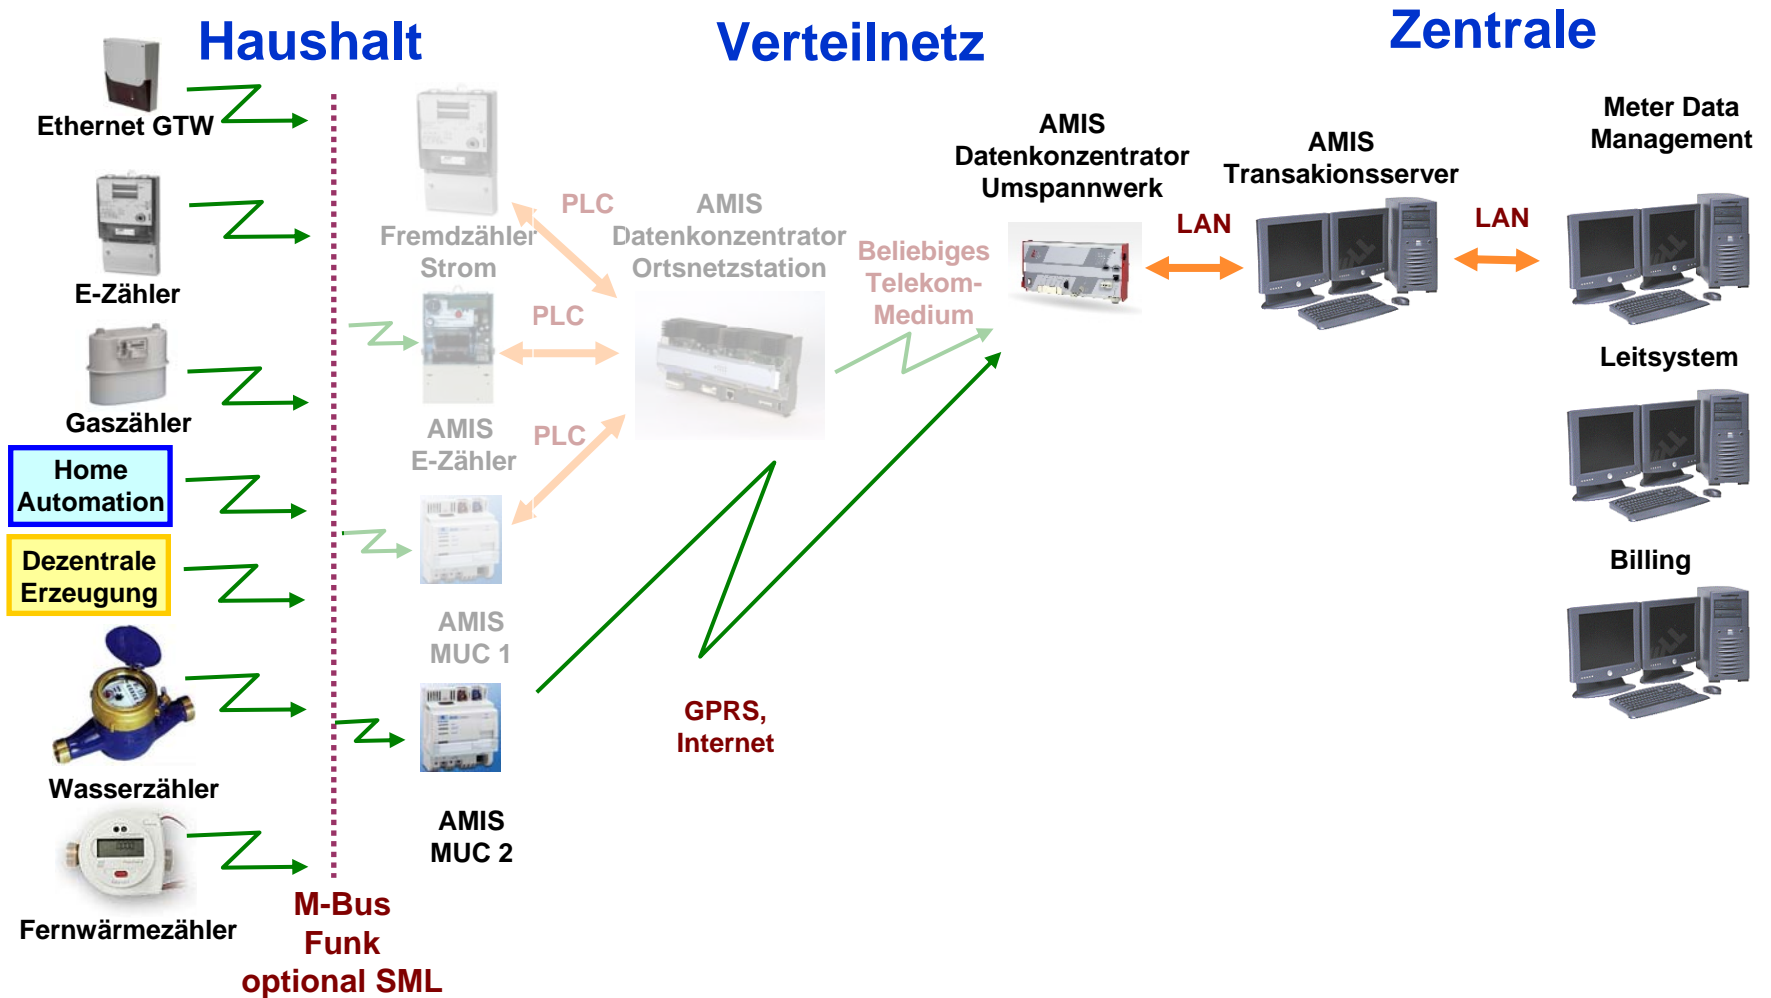 Haushalt
Verteilnetz
Zentrale
Ethernet GTW
E-Zähler
Gaszähler
Home
Automation
Dezentrale
Erzeugung
Wasserzähler
Fernwärmezähler
M-Bus
Funk
optional SML
Fremdzähler
Strom
AMIS
E-Zähler
AMIS
MUC 1
AMIS
MUC 2
PLC
PLC
PLC
AMIS
Datenkonzentrator
Ortsnetzstation
Beliebiges
Telekom-
Medium
GPRS,
Internet
AMIS
Datenkonzentrator
Umspannwerk
LAN
AMIS
Transakionsserver
LAN
Meter Data
Management
Leitsystem
Billing